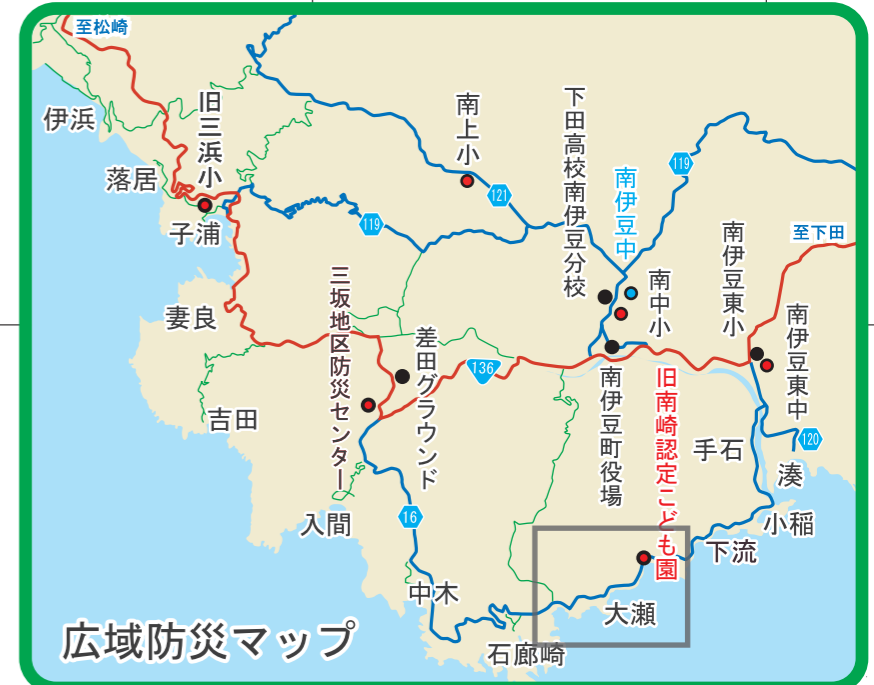 至松崎
伊浜
旧三浜小
落居
子浦
南上小
121
119
下田高校南伊豆分校
南伊豆中
119
南伊豆東小
至下田
妻良
三坂地区防災センター
差田グラウンド
南中小
南伊豆東中
136
吉田
南伊豆町役場
旧南崎認定こども園
手石
120
湊
入間
16
小稲
下流
中木
大瀬
石廊崎
広域防災マップ